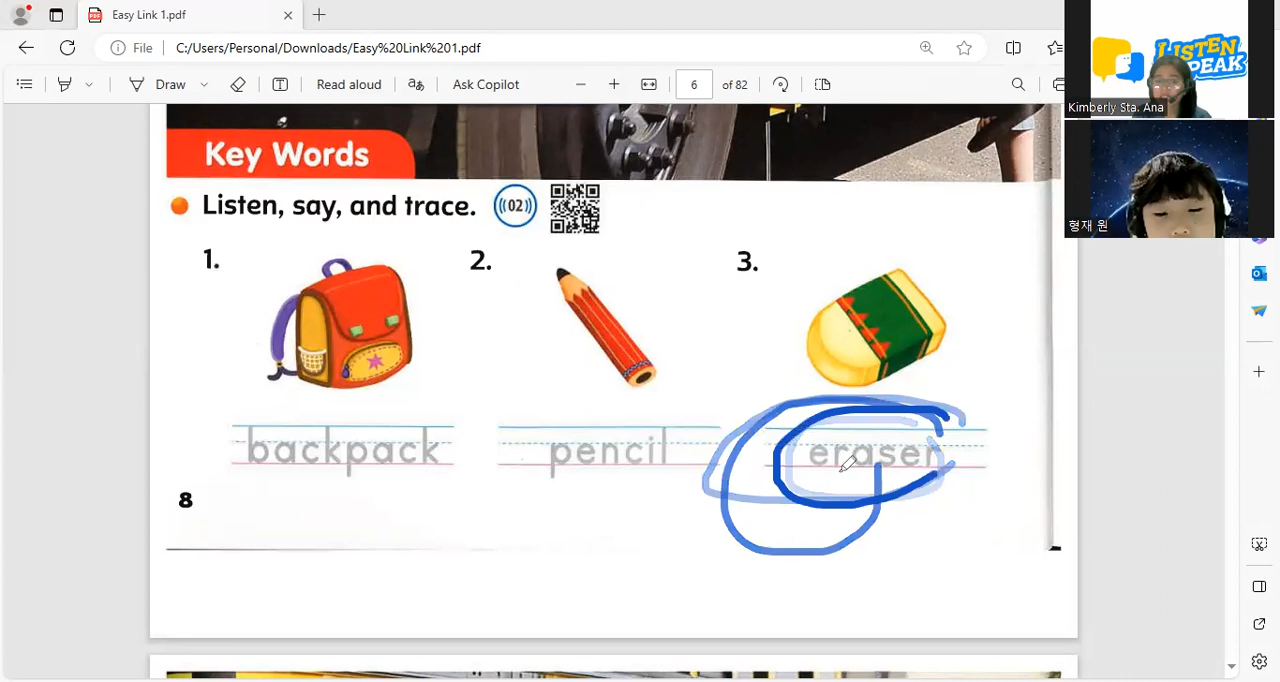 Easy Link 1.pdf
File C:/Users/Personal/Downloads/Easy%20Link%201.pdf
Draw Read aloud aあ Ask Copilot 6 of 82
LISTEN
SPEAK
Kimberly Sta. Ana
형재 원
Key Words
Listen, say, and trace. 02
1. 2. 3.
backpack pencil eraser
8